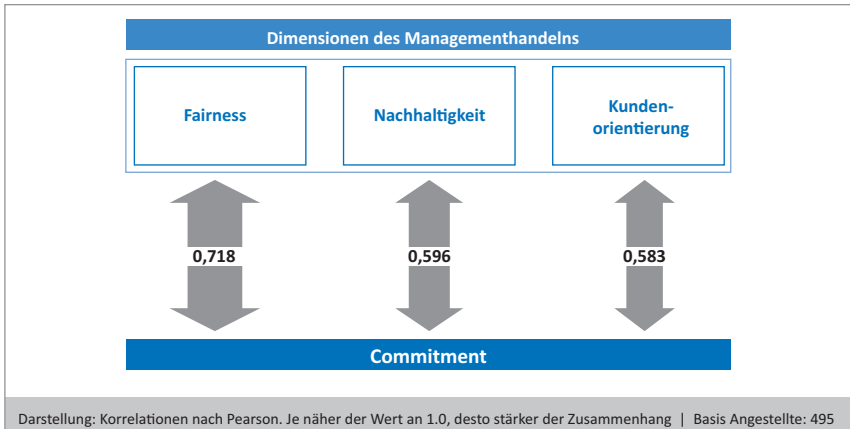 Dimensionen des Managementhandelns
Fairness
Nachhaltigkeit
Kunden-
orientierung
0,718
0,596
0,583
Commitment
Darstellung: Korrelationen nach Pearson. Je näher der Wert an 1.0, desto stärker der Zusammenhang | Basis Angestellte: 495